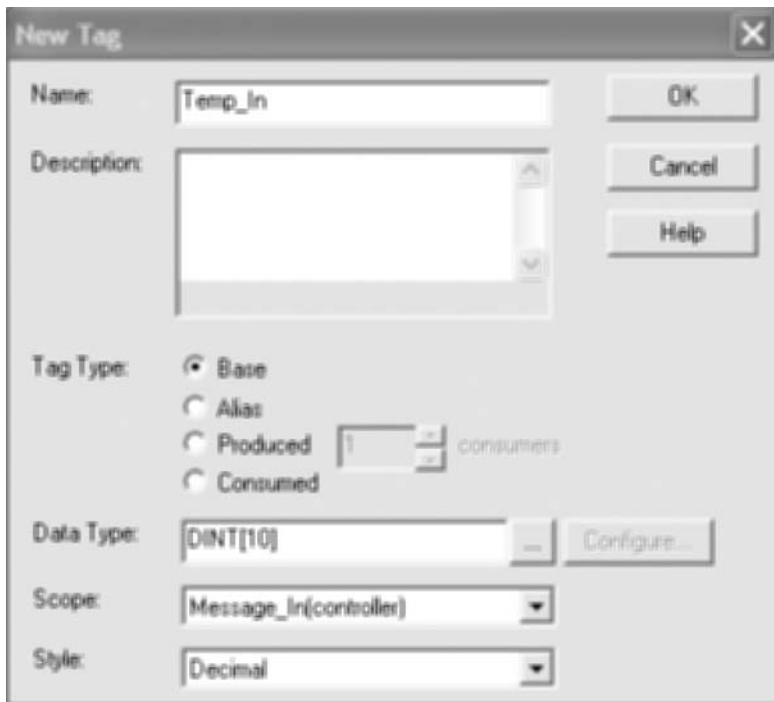 New Tag
Name: Temp_In OK
Description: Cancel
Help
Tag Type: Base
Alias
Produced 1 consumers
Consumed
Data Type: DINT[10] ... Configure...
Scope: Message_In(controller)
Style: Decimal